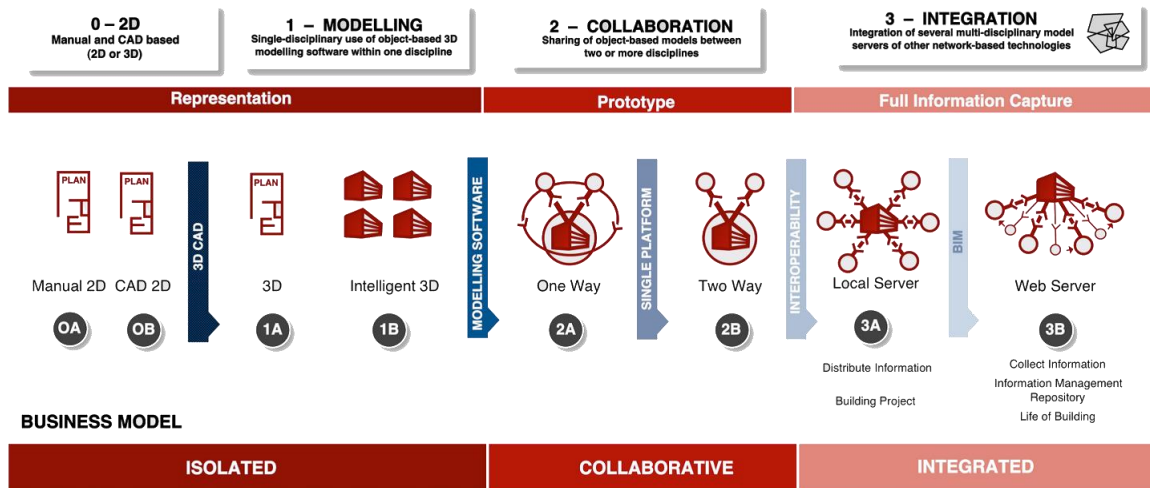 0 – 2D
Manual and CAD based
(2D or 3D)
1 – MODELLING
Single-disciplinary use of object-based 3D
modelling software within one discipline
2 – COLLABORATION
Sharing of object-based models between
two or more disciplines
3 – INTEGRATION
Integration of several multi-disciplinary model
servers of other network-based technologies
Representation
Prototype
Full Information Capture
PLAN
PLAN
3D CAD
PLAN
MODELLING SOFTWARE
SINGLE PLATFORM
INTEROPERABILITY
BIM
Manual 2D
CAD 2D
3D
Intelligent 3D
One Way
Two Way
Local Server
Web Server
0A
0B
1A
1B
2A
2B
3A
3B
Distribute Information
Building Project
Collect Information
Information Management
Repository
Life of Building
BUSINESS MODEL
ISOLATED
COLLABORATIVE
INTEGRATED